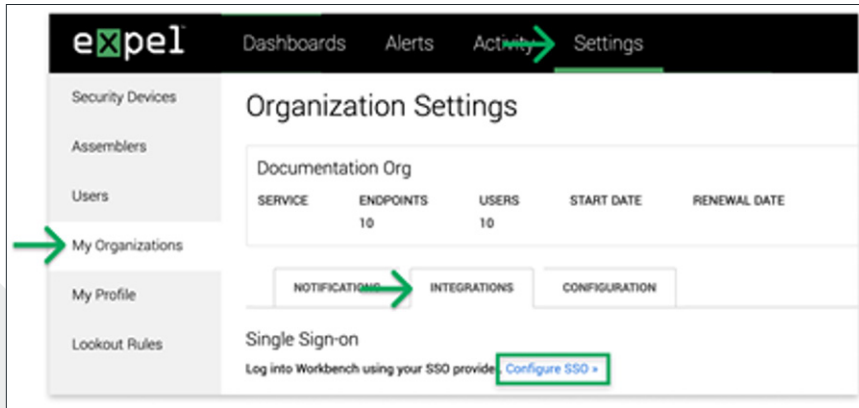 expel
Dashboards Alerts Activity Settings
Security Devices
Assemblers
Users
My Organizations
My Profile
Lookout Rules
Organization Settings
Documentation Org
SERVICE ENDPOINTS USERS START DATE RENEWAL DATE
10 10
NOTIFICATIONS INTEGRATIONS CONFIGURATION
Single Sign-on
Log into Workbench using your SSO provider. Configure SSO »